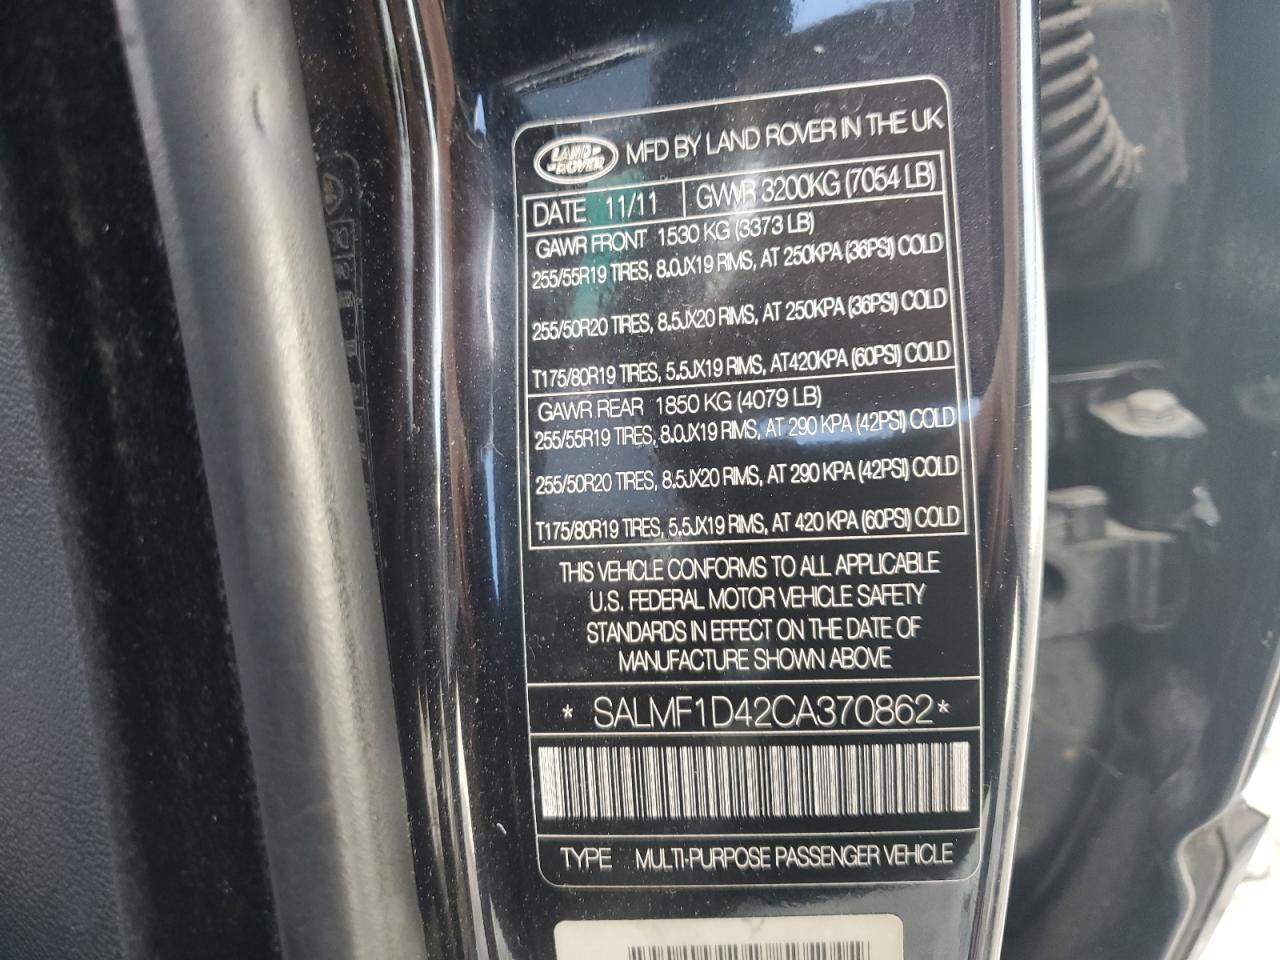 LAND ROVER MFD BY LAND ROVER IN THE UK
DATE 11/11 GVWR 3200KG (7054 LB)
GAWR FRONT 1530 KG (3373 LB)
255/55R19 TIRES, 8.0JX19 RIMS, AT 250KPA (36PSI) COLD
255/50R20 TIRES, 8.5JX20 RIMS, AT 250KPA (36PSI) COLD
T175/80R19 TIRES, 5.5JX19 RIMS, AT 420KPA (60PSI) COLD
GAWR REAR 1850 KG (4079 LB)
255/55R19 TIRES, 8.0JX19 RIMS, AT 290 KPA (42PSI) COLD
255/50R20 TIRES, 8.5JX20 RIMS, AT 290 KPA (42PSI) COLD
T175/80R19 TIRES, 5.5JX19 RIMS, AT 420 KPA (60PSI) COLD
THIS VEHICLE CONFORMS TO ALL APPLICABLE
U.S. FEDERAL MOTOR VEHICLE SAFETY
STANDARDS IN EFFECT ON THE DATE OF
MANUFACTURE SHOWN ABOVE
* SALMF1D42CA370862 *
TYPE MULTI-PURPOSE PASSENGER VEHICLE